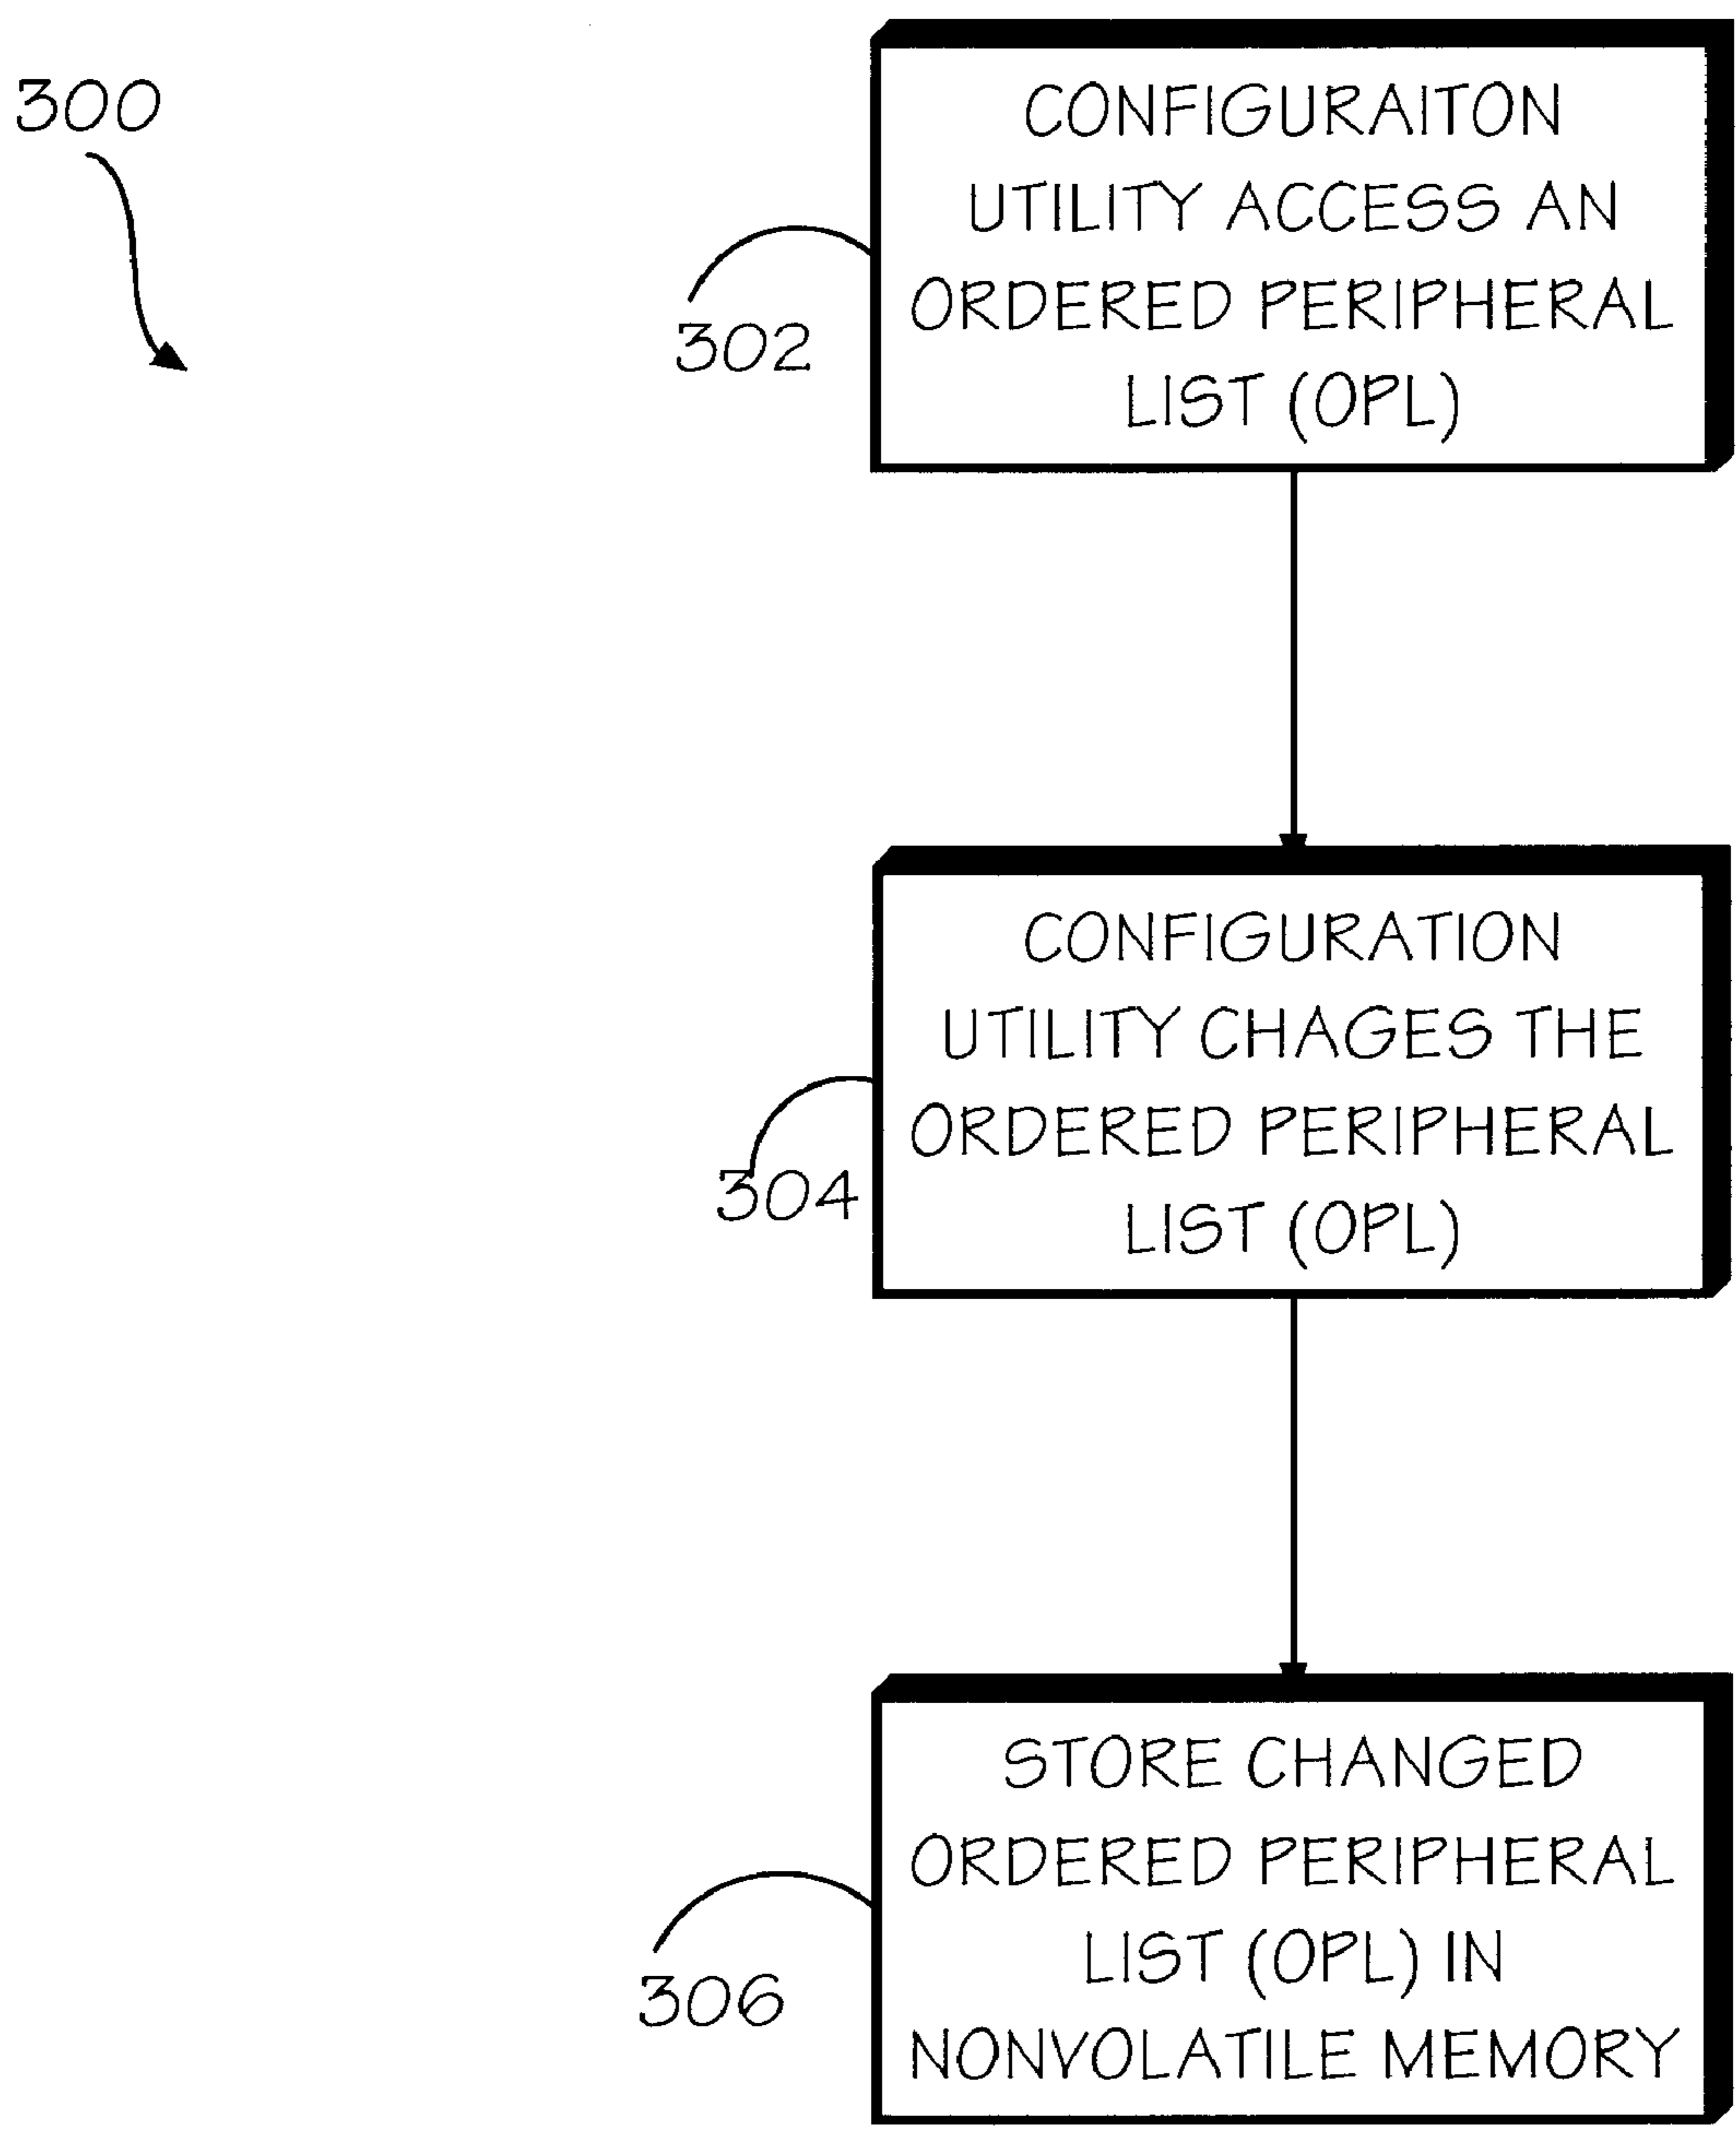 300
CONFIGURAITON
UTILITY ACCESS AN
ORDERED PERIPHERAL
LIST (OPL)
302
CONFIGURATION
UTILITY CHAGES THE
ORDERED PERIPHERAL
LIST (OPL)
304
STORE CHANGED
ORDERED PERIPHERAL
LIST (OPL) IN
NONVOLATILE MEMORY
306